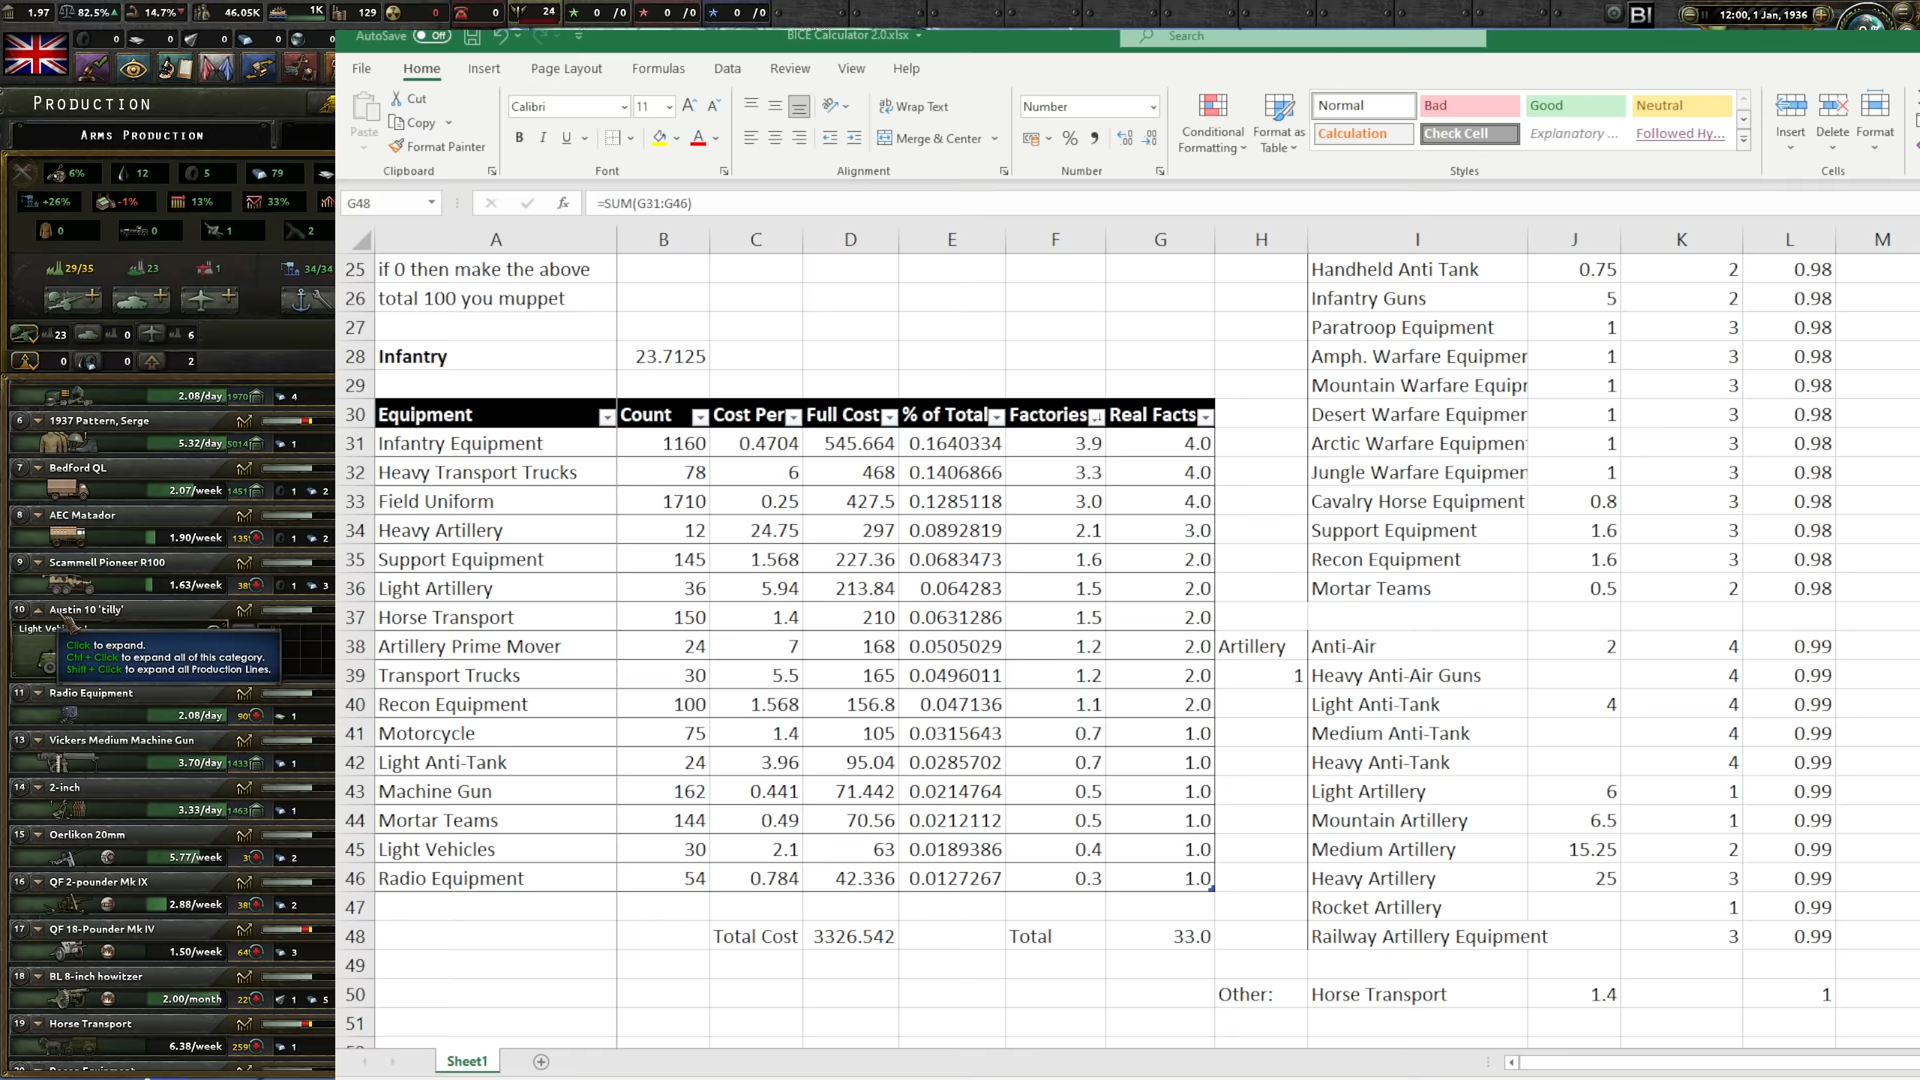 1.97 82.5% 14.7% 46.05K 1K 129 0 0 24 0 /0 0 /0 0 /0 BI 12:00, 1 Jan, 1936
AutoSave Off BICE Calculator 2.0.xlsx Search
File Home Insert Page Layout Formulas Data Review View Help
Paste Cut Copy Format Painter
Calibri 11 A A B I U
Wrap Text Merge & Center
Number
Conditional Formatting Format as Table
Normal Bad Good Neutral
Calculation Check Cell Explanatory ... Followed Hy...
Insert Delete Format
Clipboard Font Alignment Number Styles Cells
G48 fx =SUM(G31:G46)
A B C D E F G H I J K L M
25 if 0 then make the above Handheld Anti Tank 0.75 2 0.98
26 total 100 you muppet Infantry Guns 5 2 0.98
27 Paratroop Equipment 1 3 0.98
28 Infantry 23.7125 Amph. Warfare Equipmer 1 3 0.98
29 Mountain Warfare Equip 1 3 0.98
30 Equipment Count Cost Per Full Cost % of Total Factories Real Facts Desert Warfare Equipmer 1 3 0.98
31 Infantry Equipment 1160 0.4704 545.664 0.1640334 3.9 4.0 Arctic Warfare Equipment 1 3 0.98
32 Heavy Transport Trucks 78 6 468 0.1406866 3.3 4.0 Jungle Warfare Equipmen 1 3 0.98
33 Field Uniform 1710 0.25 427.5 0.1285118 3.0 4.0 Cavalry Horse Equipment 0.8 3 0.98
34 Heavy Artillery 12 24.75 297 0.0892819 2.1 3.0 Support Equipment 1.6 3 0.98
35 Support Equipment 145 1.568 227.36 0.0683473 1.6 2.0 Recon Equipment 1.6 3 0.98
36 Light Artillery 36 5.94 213.84 0.064283 1.5 2.0 Mortar Teams 0.5 2 0.98
37 Horse Transport 150 1.4 210 0.0631286 1.5 2.0
38 Artillery Prime Mover 24 7 168 0.0505029 1.2 2.0 Artillery Anti-Air 2 4 0.99
39 Transport Trucks 30 5.5 165 0.0496011 1.2 2.0 1 Heavy Anti-Air Guns 4 0.99
40 Recon Equipment 100 1.568 156.8 0.047136 1.1 2.0 Light Anti-Tank 4 4 0.99
41 Motorcycle 75 1.4 105 0.0315643 0.7 1.0 Medium Anti-Tank 4 0.99
42 Light Anti-Tank 24 3.96 95.04 0.0285702 0.7 1.0 Heavy Anti-Tank 4 0.99
43 Machine Gun 162 0.441 71.442 0.0214764 0.5 1.0 Light Artillery 6 1 0.99
44 Mortar Teams 144 0.49 70.56 0.0212112 0.5 1.0 Mountain Artillery 6.5 1 0.99
45 Light Vehicles 30 2.1 63 0.0189386 0.4 1.0 Medium Artillery 15.25 2 0.99
46 Radio Equipment 54 0.784 42.336 0.0127267 0.3 1.0 Heavy Artillery 25 3 0.99
47 Rocket Artillery 1 0.99
48 Total Cost 3326.542 Total 33.0 Railway Artillery Equipment 3 0.99
49
50 Other: Horse Transport 1.4 1
51
Sheet1
PRODUCTION
ARMS PRODUCTION
6% 12 5 79
+26% -1% 13% 33%
0 0 1 2
29/35 23 1 34/34
23 0 6
0 0 2
2.08/day 1970 4
6 1937 Pattern, Serge
5.32/day 5014 1
7 Bedford QL
2.07/week 1451 1 2
8 AEC Matador
1.90/week 135 1 2
9 Scammell Pioneer R100
1.63/week 38 1 3
10 Austin 10 'tilly'
Click to expand.
Ctrl + Click to expand all of this category.
Shift + Click to expand all Production Lines.
11 Radio Equipment
2.08/day 90 1
13 Vickers Medium Machine Gun
3.70/day 1433 1
14 2-inch
3.33/day 1463 1
15 Oerlikon 20mm
5.77/week 3 2
16 QF 2-pounder Mk IX
2.88/week 38 2
17 QF 18-Pounder Mk IV
1.50/week 64 3
18 BL 8-inch howitzer
2.00/month 22 1 5
19 Horse Transport
6.38/week 259 1